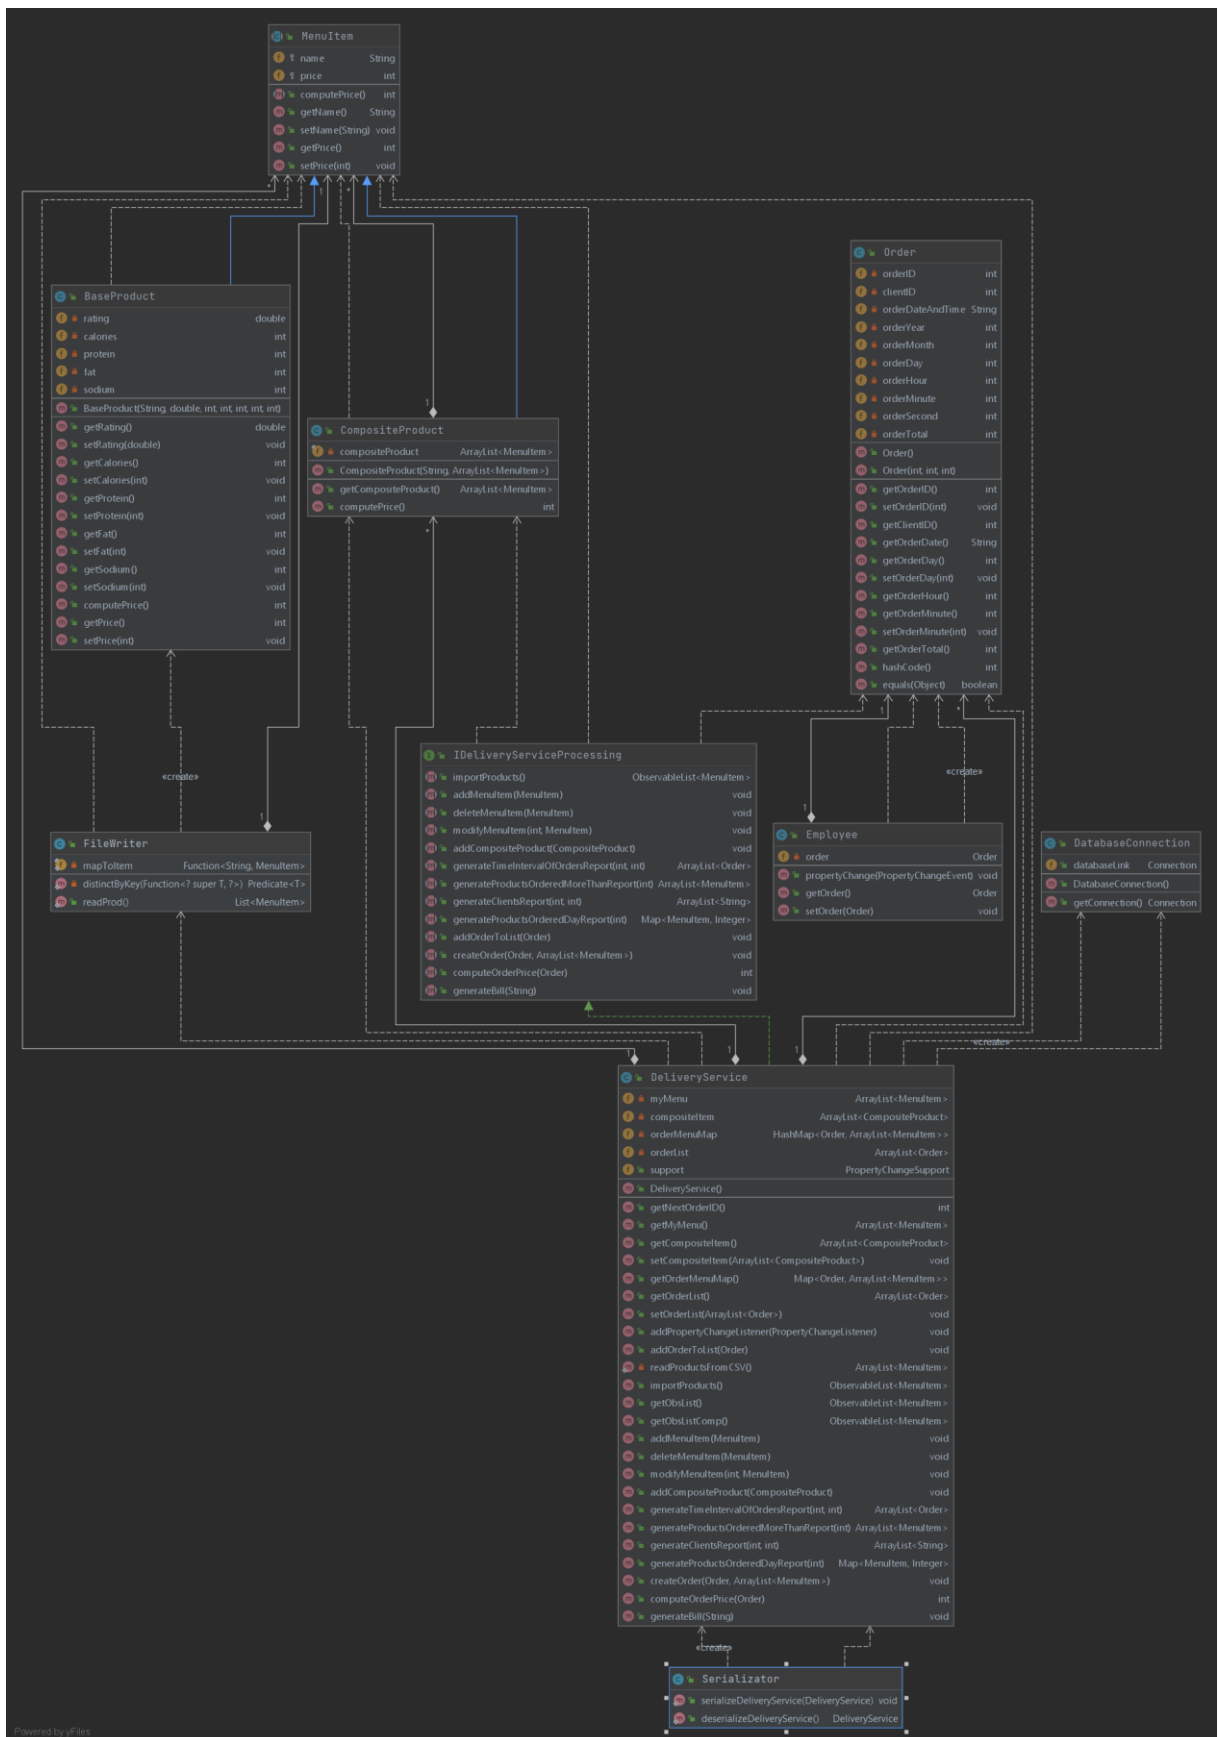 MenuItem
name String
price int
computePrice() int
getName() String
setName(String) void
getPrice() int
setPrice(int) void
* 1 *
Order
orderID int
clientID int
orderDateAndTime String
orderYear int
orderMonth int
orderDay int
orderHour int
orderMinute int
orderSecond int
orderTotal int
Order()
Order(int, int, int)
getOrderID() int
setOrderID(int) void
getClientID() int
getOrderDate() String
getOrderDay() int
setOrderDay(int) void
getOrderHour() int
getOrderMinute() int
setOrderMinute(int) void
getOrderTotal() int
hashCode() int
equals(Object) boolean
BaseProduct
rating double
calories int
protein int
fat int
sodium int
BaseProduct(String, double, int, int, int, int, int)
getRating() double
setRating(double) void
getCalories() int
setCalories(int) void
getProtein() int
setProtein(int) void
getFat() int
setFat(int) void
getSodium() int
setSodium(int) void
computePrice() int
getPrice() int
setPrice(int) void
1
CompositeProduct
compositeProduct ArrayList<MenuItem>
CompositeProduct(String, ArrayList<MenuItem>)
getCompositeProduct() ArrayList<MenuItem>
computePrice() int
*
1 *
IDeliveryServiceProcessing
importProducts() ObservableList<MenuItem>
addMenuItem(MenuItem) void
deleteMenuItem(MenuItem) void
modifyMenuItem(int, MenuItem) void
addCompositeProduct(CompositeProduct) void
generateTimeIntervalOfOrdersReport(int, int) ArrayList<Order>
generateProductsOrderedMoreThanReport(int) ArrayList<MenuItem>
generateClientsReport(int, int) ArrayList<String>
generateProductsOrderedDayReport(int) Map<MenuItem, Integer>
addOrderToList(Order) void
createOrder(Order, ArrayList<MenuItem>) void
computeOrderPrice(Order) int
generateBill(String) void
«create»
«create»
1
1
FileWriter
mapToItem Function<String, MenuItem>
distinctByKey(Function<? super T, ?>) Predicate<T>
readProd() List<MenuItem>
Employee
order Order
propertyChange(PropertyChangeEvent) void
getOrder() Order
setOrder(Order) void
DatabaseConnection
databaseLink Connection
DatabaseConnection()
getConnection() Connection
«create»
1 1 1
DeliveryService
myMenu ArrayList<MenuItem>
compositeItem ArrayList<CompositeProduct>
orderMenuMap HashMap<Order, ArrayList<MenuItem>>
orderList ArrayList<Order>
support PropertyChangeSupport
DeliveryService()
getNextOrderID() int
getMyMenu() ArrayList<MenuItem>
getCompositeItem() ArrayList<CompositeProduct>
setCompositeItem(ArrayList<CompositeProduct>) void
getOrderMenuMap() Map<Order, ArrayList<MenuItem>>
getOrderList() ArrayList<Order>
setOrderList(ArrayList<Order>) void
addPropertyChangeListener(PropertyChangeListener) void
addOrderToList(Order) void
readProductsFromCSV() ArrayList<MenuItem>
importProducts() ObservableList<MenuItem>
getObsList() ObservableList<MenuItem>
getObsListComp() ObservableList<MenuItem>
addMenuItem(MenuItem) void
deleteMenuItem(MenuItem) void
modifyMenuItem(int, MenuItem) void
addCompositeProduct(CompositeProduct) void
generateTimeIntervalOfOrdersReport(int, int) ArrayList<Order>
generateProductsOrderedMoreThanReport(int) ArrayList<MenuItem>
generateClientsReport(int, int) ArrayList<String>
generateProductsOrderedDayReport(int) Map<MenuItem, Integer>
createOrder(Order, ArrayList<MenuItem>) void
computeOrderPrice(Order) int
generateBill(String) void
«create»
Serializator
serializeDeliveryService(DeliveryService) void
deserializeDeliveryService() DeliveryService
Powered by yFiles